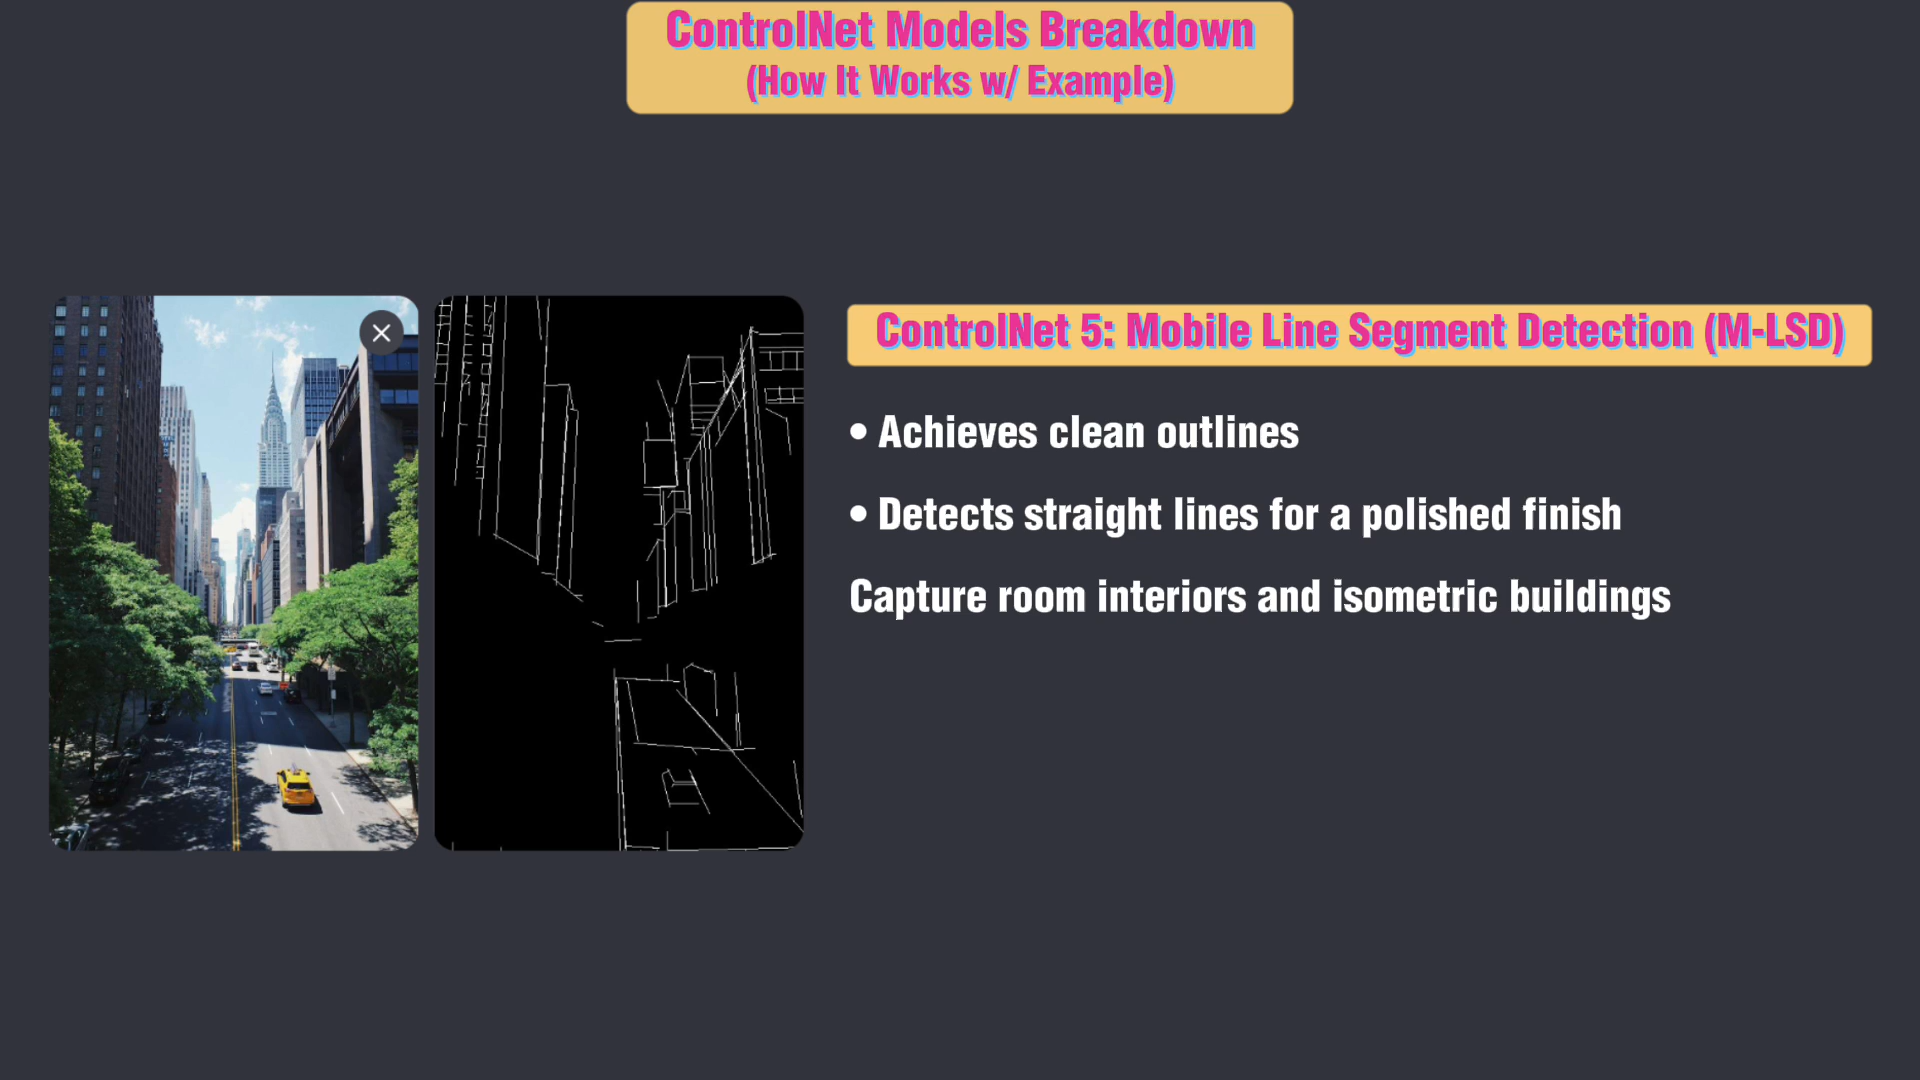 ControlNet Models Breakdown
(How It Works w/ Example)
ControlNet 5: Mobile Line Segment Detection (M-LSD)
• Achieves clean outlines
• Detects straight lines for a polished finish
Capture room interiors and isometric buildings